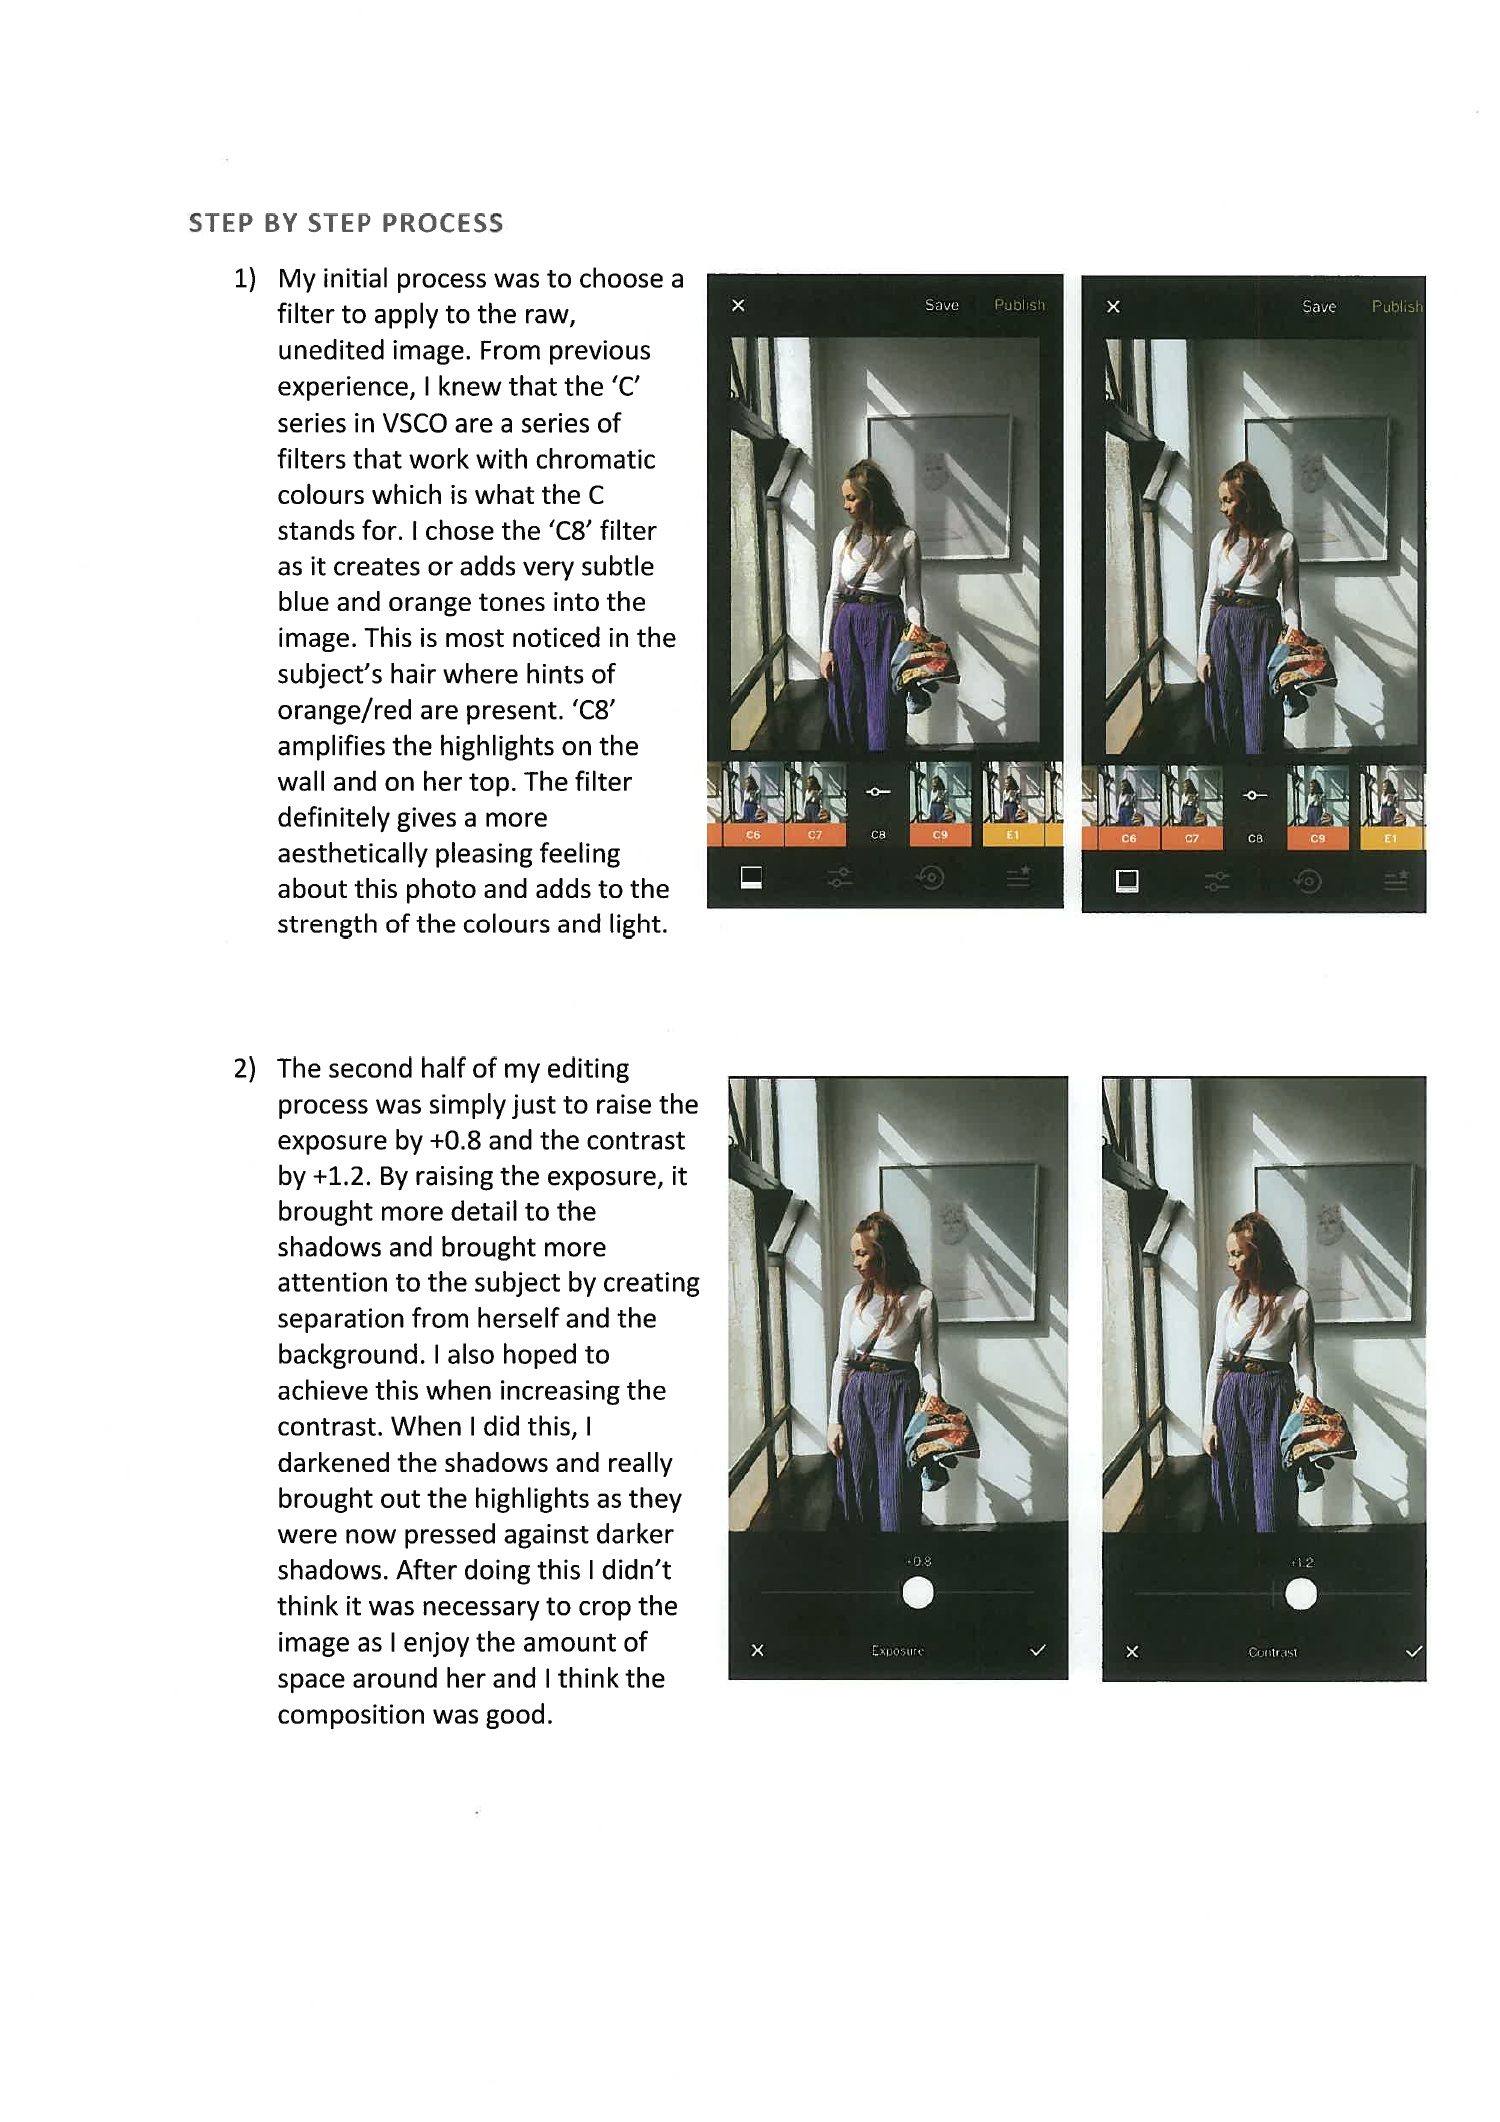 STEP BY STEP PROCESS
1) My initial process was to choose a
filter to apply to the raw,
unedited image. From previous
experience, I knew that the ‘C’
series in VSCO are a series of
filters that work with chromatic
colours which is what the C
stands for. I chose the ‘C8’ filter
as it creates or adds very subtle
blue and orange tones into the
image. This is most noticed in the
subject’s hair where hints of
orange/red are present. ‘C8’
amplifies the highlights on the
wall and on her top. The filter
definitely gives a more
aesthetically pleasing feeling
about this photo and adds to the
strength of the colours and light.
Save Publish
C6 C7 C8 C9 E1
Save Publish
C6 C7 C8 C9 E1
2) The second half of my editing
process was simply just to raise the
exposure by +0.8 and the contrast
by +1.2. By raising the exposure, it
brought more detail to the
shadows and brought more
attention to the subject by creating
separation from herself and the
background. I also hoped to
achieve this when increasing the
contrast. When I did this, I
darkened the shadows and really
brought out the highlights as they
were now pressed against darker
shadows. After doing this I didn’t
think it was necessary to crop the
image as I enjoy the amount of
space around her and I think the
composition was good.
+0.8
Exposure
+1.2
Contrast